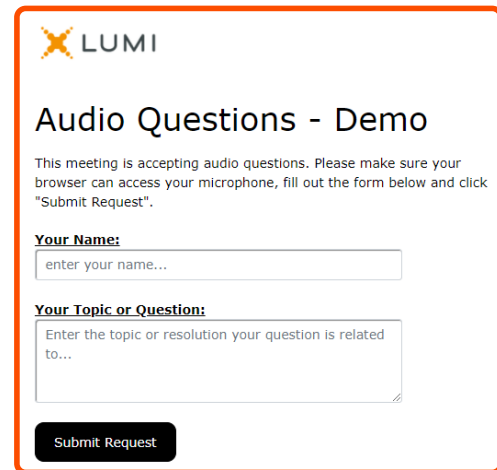 LUMI
Audio Questions - Demo
This meeting is accepting audio questions. Please make sure your
browser can access your microphone, fill out the form below and click
"Submit Request".
Your Name:
enter your name...
Your Topic or Question:
Enter the topic or resolution your question is related
to...
Submit Request